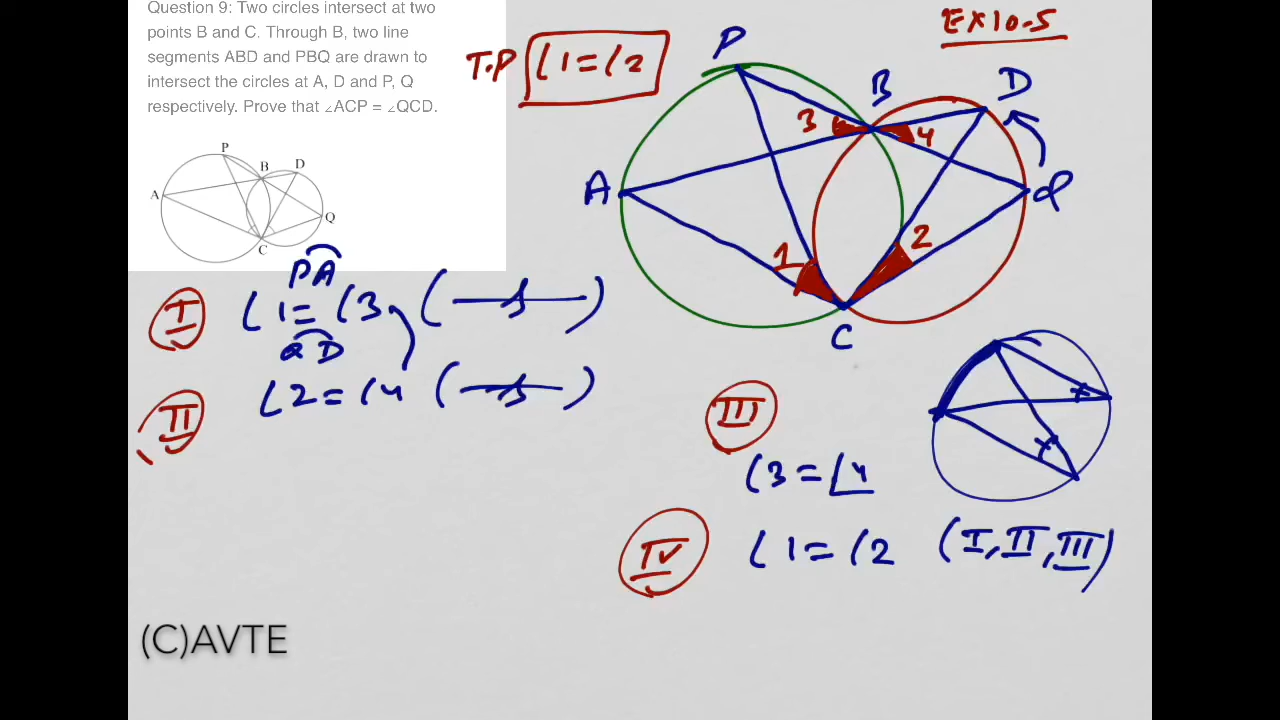 Question 9: Two circles intersect at two
points B and C. Through B, two line
segments ABD and PBQ are drawn to
intersect the circles at A, D and P, Q
respectively. Prove that ∠ACP = ∠QCD.
P
B
D
A
Q
C
EX 10.5
T.P ∠1=∠2
P
B
D
3
4
A
Q
1
2
C
PA
I ∠1=∠3
QD
II ∠2=∠4
III
∠3=∠4
IV ∠1=∠2 (I,II,III)
(C)AVTE